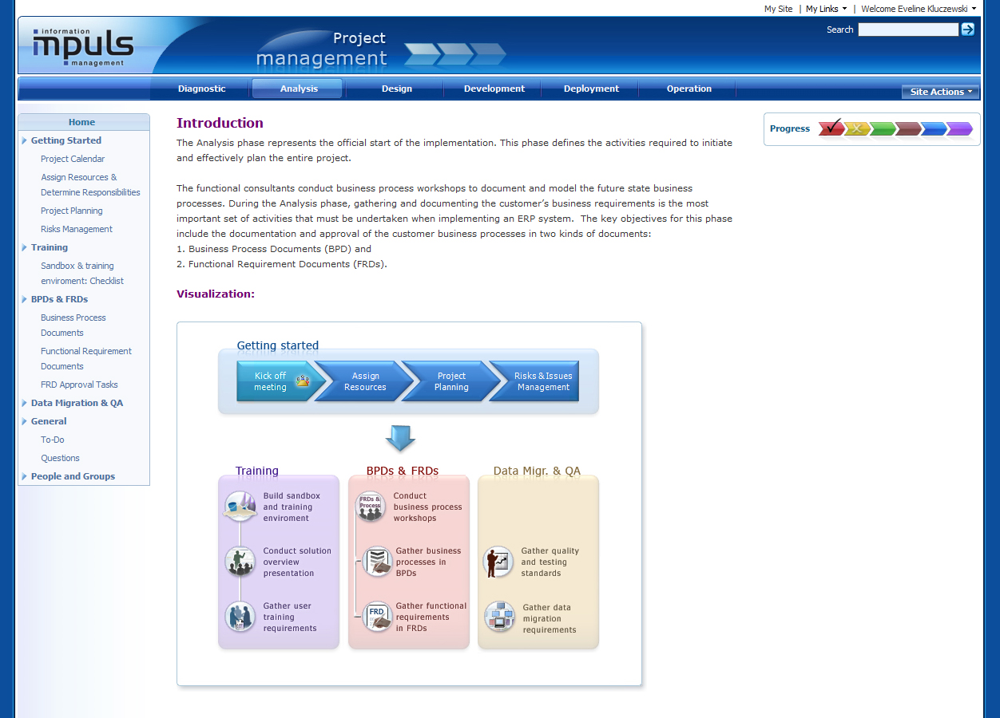 My Site | My Links | Welcome Eveline Kluczewski
information
impuls
management
Project
management
Search
Diagnostic
Analysis
Design
Development
Deployment
Operation
Site Actions
Home
Getting Started
Project Calendar
Assign Resources &
Determine Responsibilities
Project Planning
Risks Management
Training
Sandbox & training
enviroment: Checklist
BPDs & FRDs
Business Process
Documents
Functional Requirement
Documents
FRD Approval Tasks
Data Migration & QA
General
To-Do
Questions
People and Groups
Introduction
The Analysis phase represents the official start of the implementation. This phase defines the activities required to initiate
and effectively plan the entire project.
The functional consultants conduct business process workshops to document and model the future state business
processes. During the Analysis phase, gathering and documenting the customer’s business requirements is the most
important set of activities that must be undertaken when implementing an ERP system.  The key objectives for this phase
include the documentation and approval of the customer business processes in two kinds of documents:
1. Business Process Documents (BPD) and
2. Functional Requirement Documents (FRDs).
Visualization:
Getting started
Kick off
meeting
Assign
Resources
Project
Planning
Risks & Issues
Management
Training
Build sandbox
and training
enviroment
Conduct solution
overview
presentation
Gather user
training
requirements
BPDs & FRDs
FRDs &
Process
Conduct
business process
workshops
Gather business
processes in
BPDs
FRD
Gather functional
requirements
in FRDs
Data Migr. & QA
Gather quality
and testing
standards
Gather data
migration
requirements
Progress